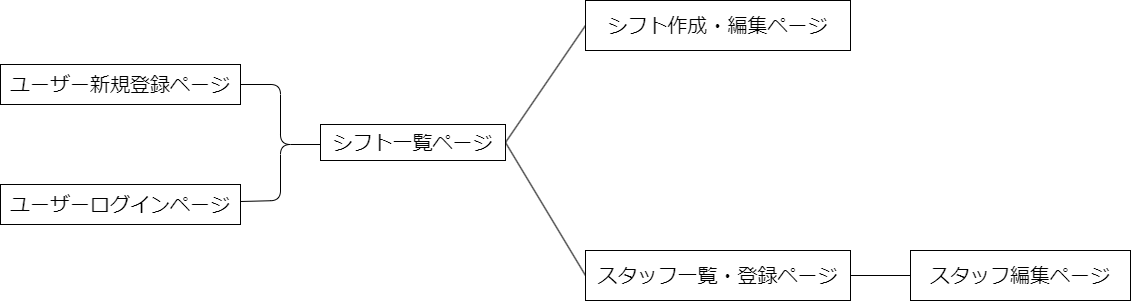 シフト作成・編集ページ
ユーザー新規登録ページ
シフト一覧ページ
ユーザーログインページ
スタッフ一覧・登録ページ
スタッフ編集ページ